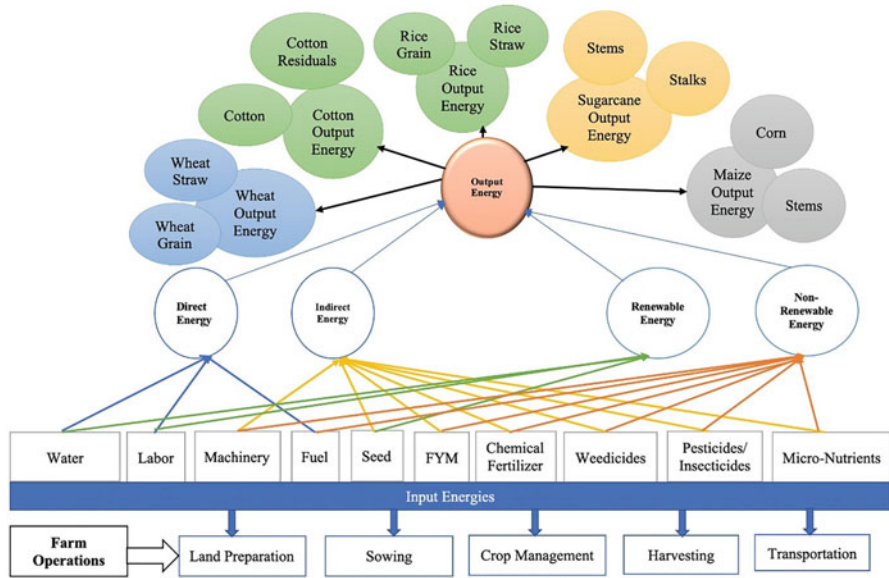 Cotton
Residuals
Rice
Grain
Rice
Straw
Rice
Output
Energy
Stems
Stalks
Sugarcane
Output
Energy
Cotton
Cotton
Output
Energy
Corn
Maize
Output
Energy
Stems
Wheat
Straw
Wheat
Output
Energy
Wheat
Grain
Output
Energy
Direct
Energy
Indirect
Energy
Renewable
Energy
Non-
Renewable
Energy
Water
Labor
Machinery
Fuel
Seed
FYM
Chemical
Fertilizer
Weedicides
Pesticides/
Insecticides
Micro-Nutrients
Input Energies
Farm
Operations
Land Preparation
Sowing
Crop Management
Harvesting
Transportation